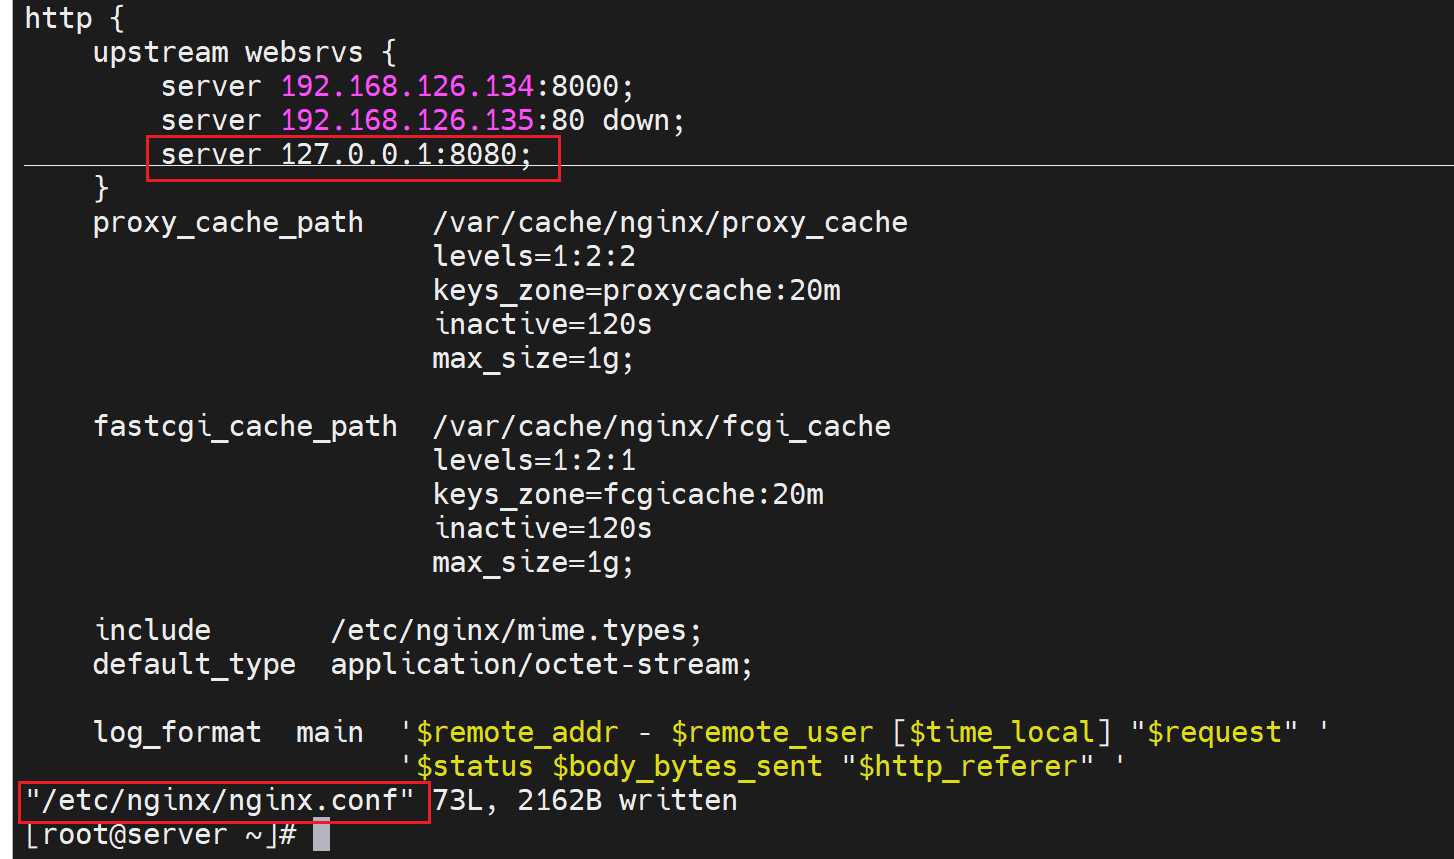 http {
    upstream websrvs {
        server 192.168.126.134:8000;
        server 192.168.126.135:80 down;
        server 127.0.0.1:8080;
    }
    proxy_cache_path    /var/cache/nginx/proxy_cache
                        levels=1:2:2
                        keys_zone=proxycache:20m
                        inactive=120s
                        max_size=1g;

    fastcgi_cache_path  /var/cache/nginx/fcgi_cache
                        levels=1:2:1
                        keys_zone=fcgicache:20m
                        inactive=120s
                        max_size=1g;

    include       /etc/nginx/mime.types;
    default_type  application/octet-stream;

    log_format  main  '$remote_addr - $remote_user [$time_local] "$request" '
                      '$status $body_bytes_sent "$http_referer" '
"/etc/nginx/nginx.conf" 73L, 2162B written
[root@server ~]#